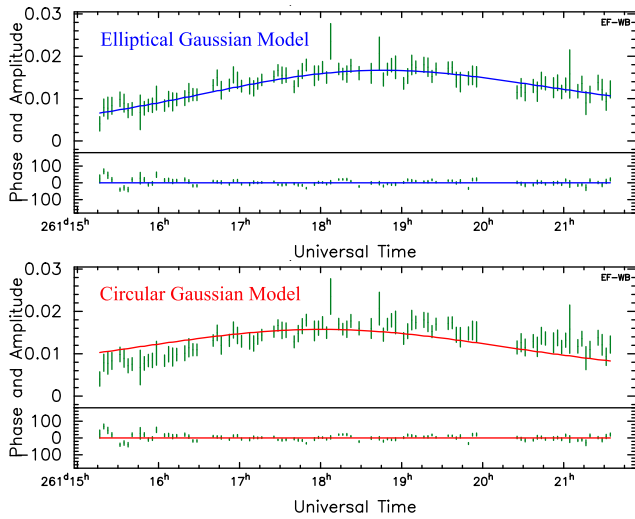 EF-WB
Elliptical Gaussian Model
0.03
0.02
0.01
0
100
0
100
Phase and Amplitude
261ᵈ15ʰ 16ʰ 17ʰ 18ʰ 19ʰ 20ʰ 21ʰ
Universal Time
EF-WB
Circular Gaussian Model
0.03
0.02
0.01
0
100
0
100
Phase and Amplitude
261ᵈ15ʰ 16ʰ 17ʰ 18ʰ 19ʰ 20ʰ 21ʰ
Universal Time